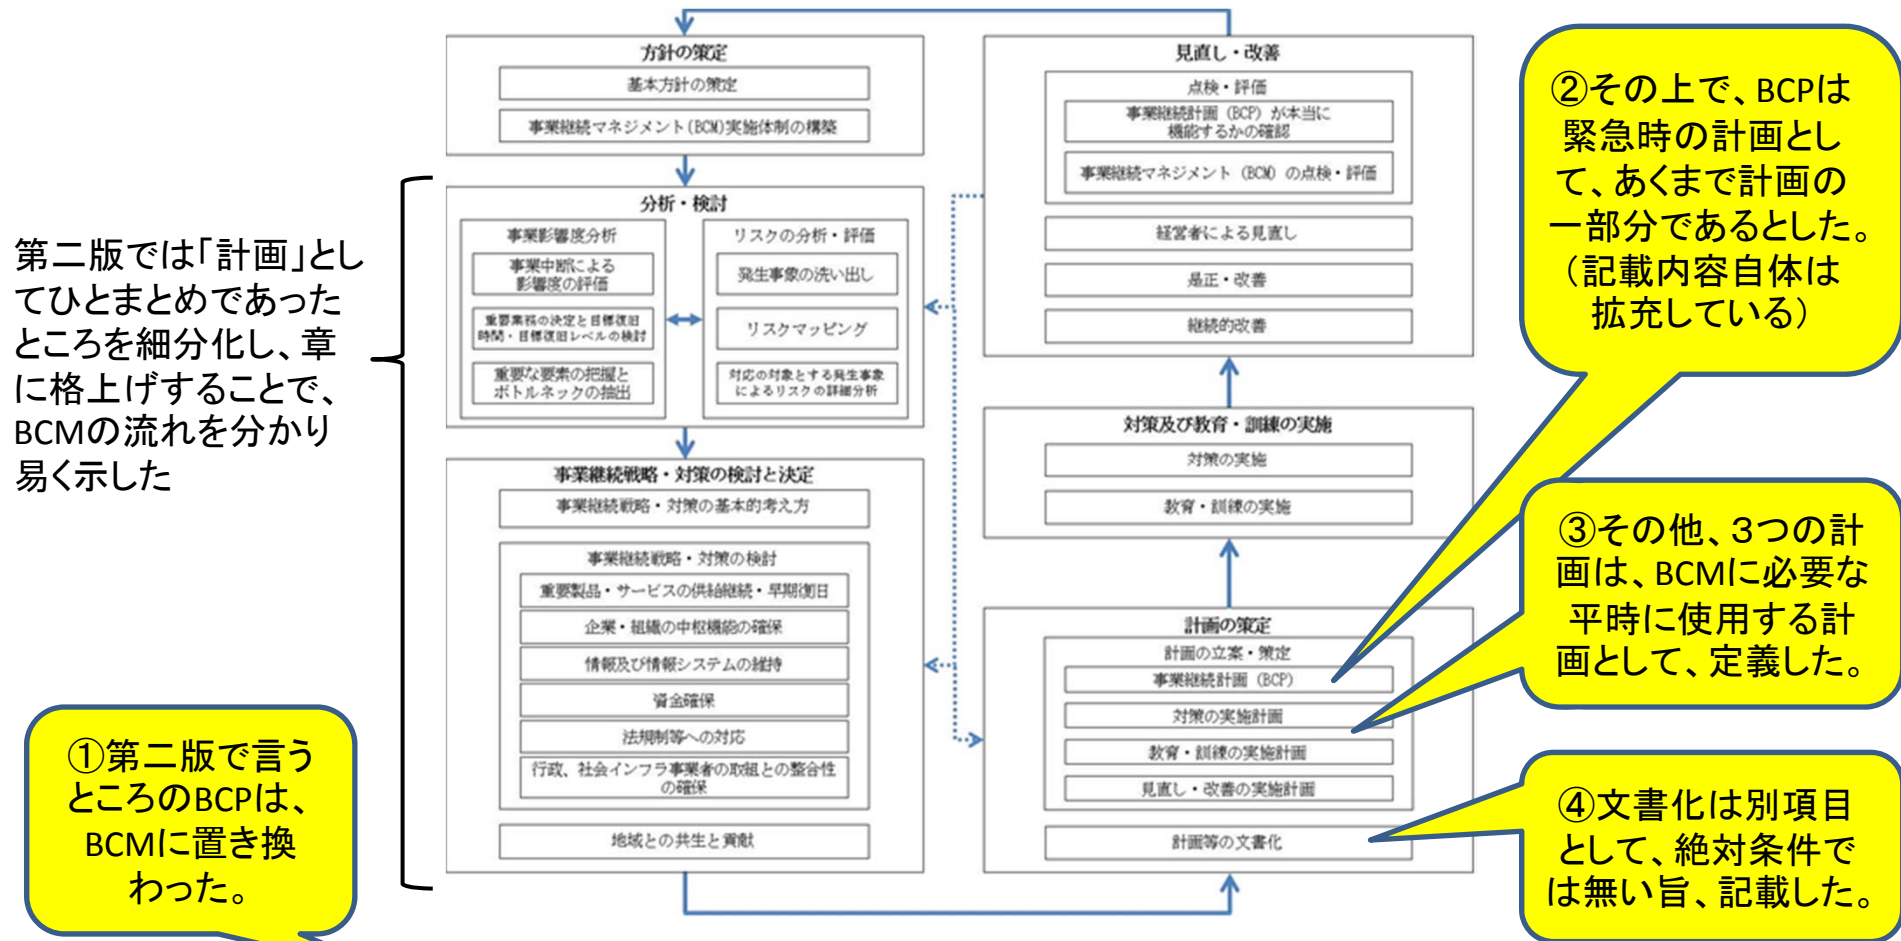 方針の策定
基本方針の策定
事業継続マネジメント(BCM)実施体制の構築
第二版では「計画」とし
てひとまとめであった
ところを細分化し、章
に格上げすることで、
BCMの流れを分かり
易く示した
分析・検討
事業影響度分析
事業中断による
影響度の評価
重要業務の決定と目標復旧
時間・目標復旧レベルの検討
重要な要素の把握と
ボトルネックの抽出
リスクの分析・評価
発生事象の洗い出し
リスクマッピング
対応の対象とする発生事象
によるリスクの詳細分析
事業継続戦略・対策の検討と決定
事業継続戦略・対策の基本的考え方
事業継続戦略・対策の検討
重要製品・サービスの供給継続・早期復旧
企業・組織の中枢機能の確保
情報及び情報システムの維持
資金確保
法規制等への対応
行政、社会インフラ事業者の取組との整合性
の確保
地域との共生と貢献
①第二版で言う
ところのBCPは、
BCMに置き換
わった。
見直し・改善
点検・評価
事業継続計画（BCP）が本当に
機能するかの確認
事業継続マネジメント（BCM）の点検・評価
経営者による見直し
是正・改善
継続的改善
対策及び教育・訓練の実施
対策の実施
教育・訓練の実施
計画の策定
計画の立案・策定
事業継続計画（BCP）
対策の実施計画
教育・訓練の実施計画
見直し・改善の実施計画
計画等の文書化
②その上で、BCPは
緊急時の計画とし
て、あくまで計画の
一部分であるとした。
（記載内容自体は
拡充している）
③その他、３つの計
画は、BCMに必要な
平時に使用する計
画として、定義した。
④文書化は別項目
として、絶対条件で
は無い旨、記載した。